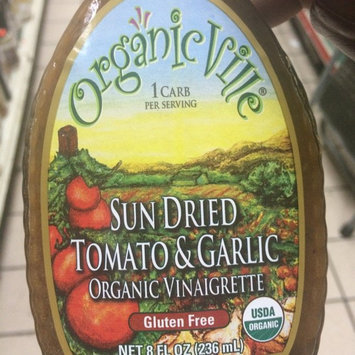 OrganicVille®
1 CARB
PER SERVING
SUN DRIED
TOMATO & GARLIC
ORGANIC VINAIGRETTE
Gluten Free
USDA
ORGANIC
NET 8 FL OZ (236 mL)